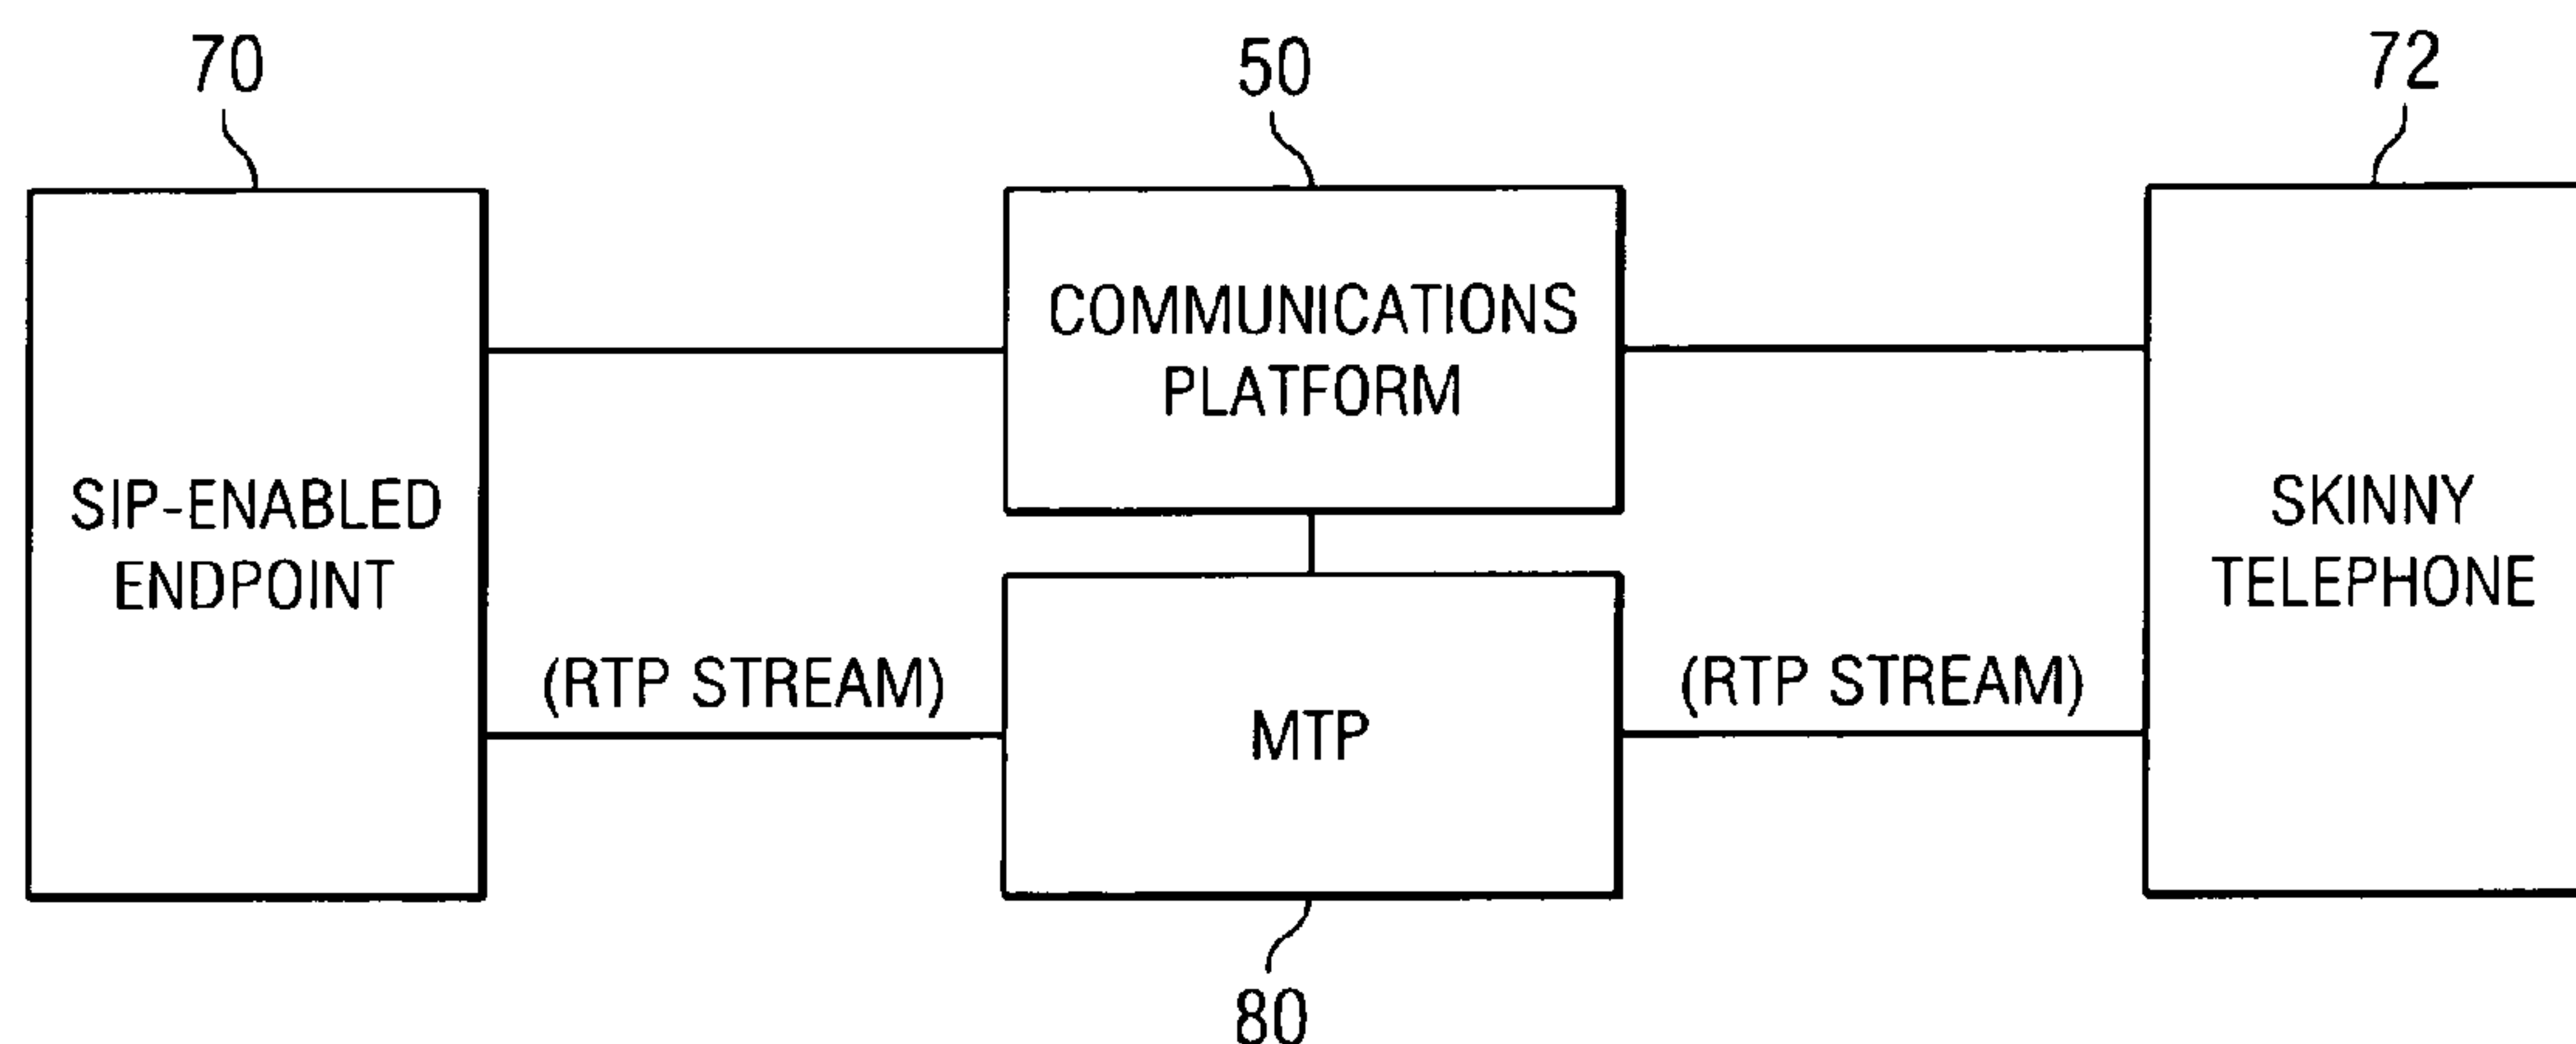 70
50
72
COMMUNICATIONS
PLATFORM
SIP-ENABLED
ENDPOINT
SKINNY
TELEPHONE
(RTP STREAM)
MTP
(RTP STREAM)
80